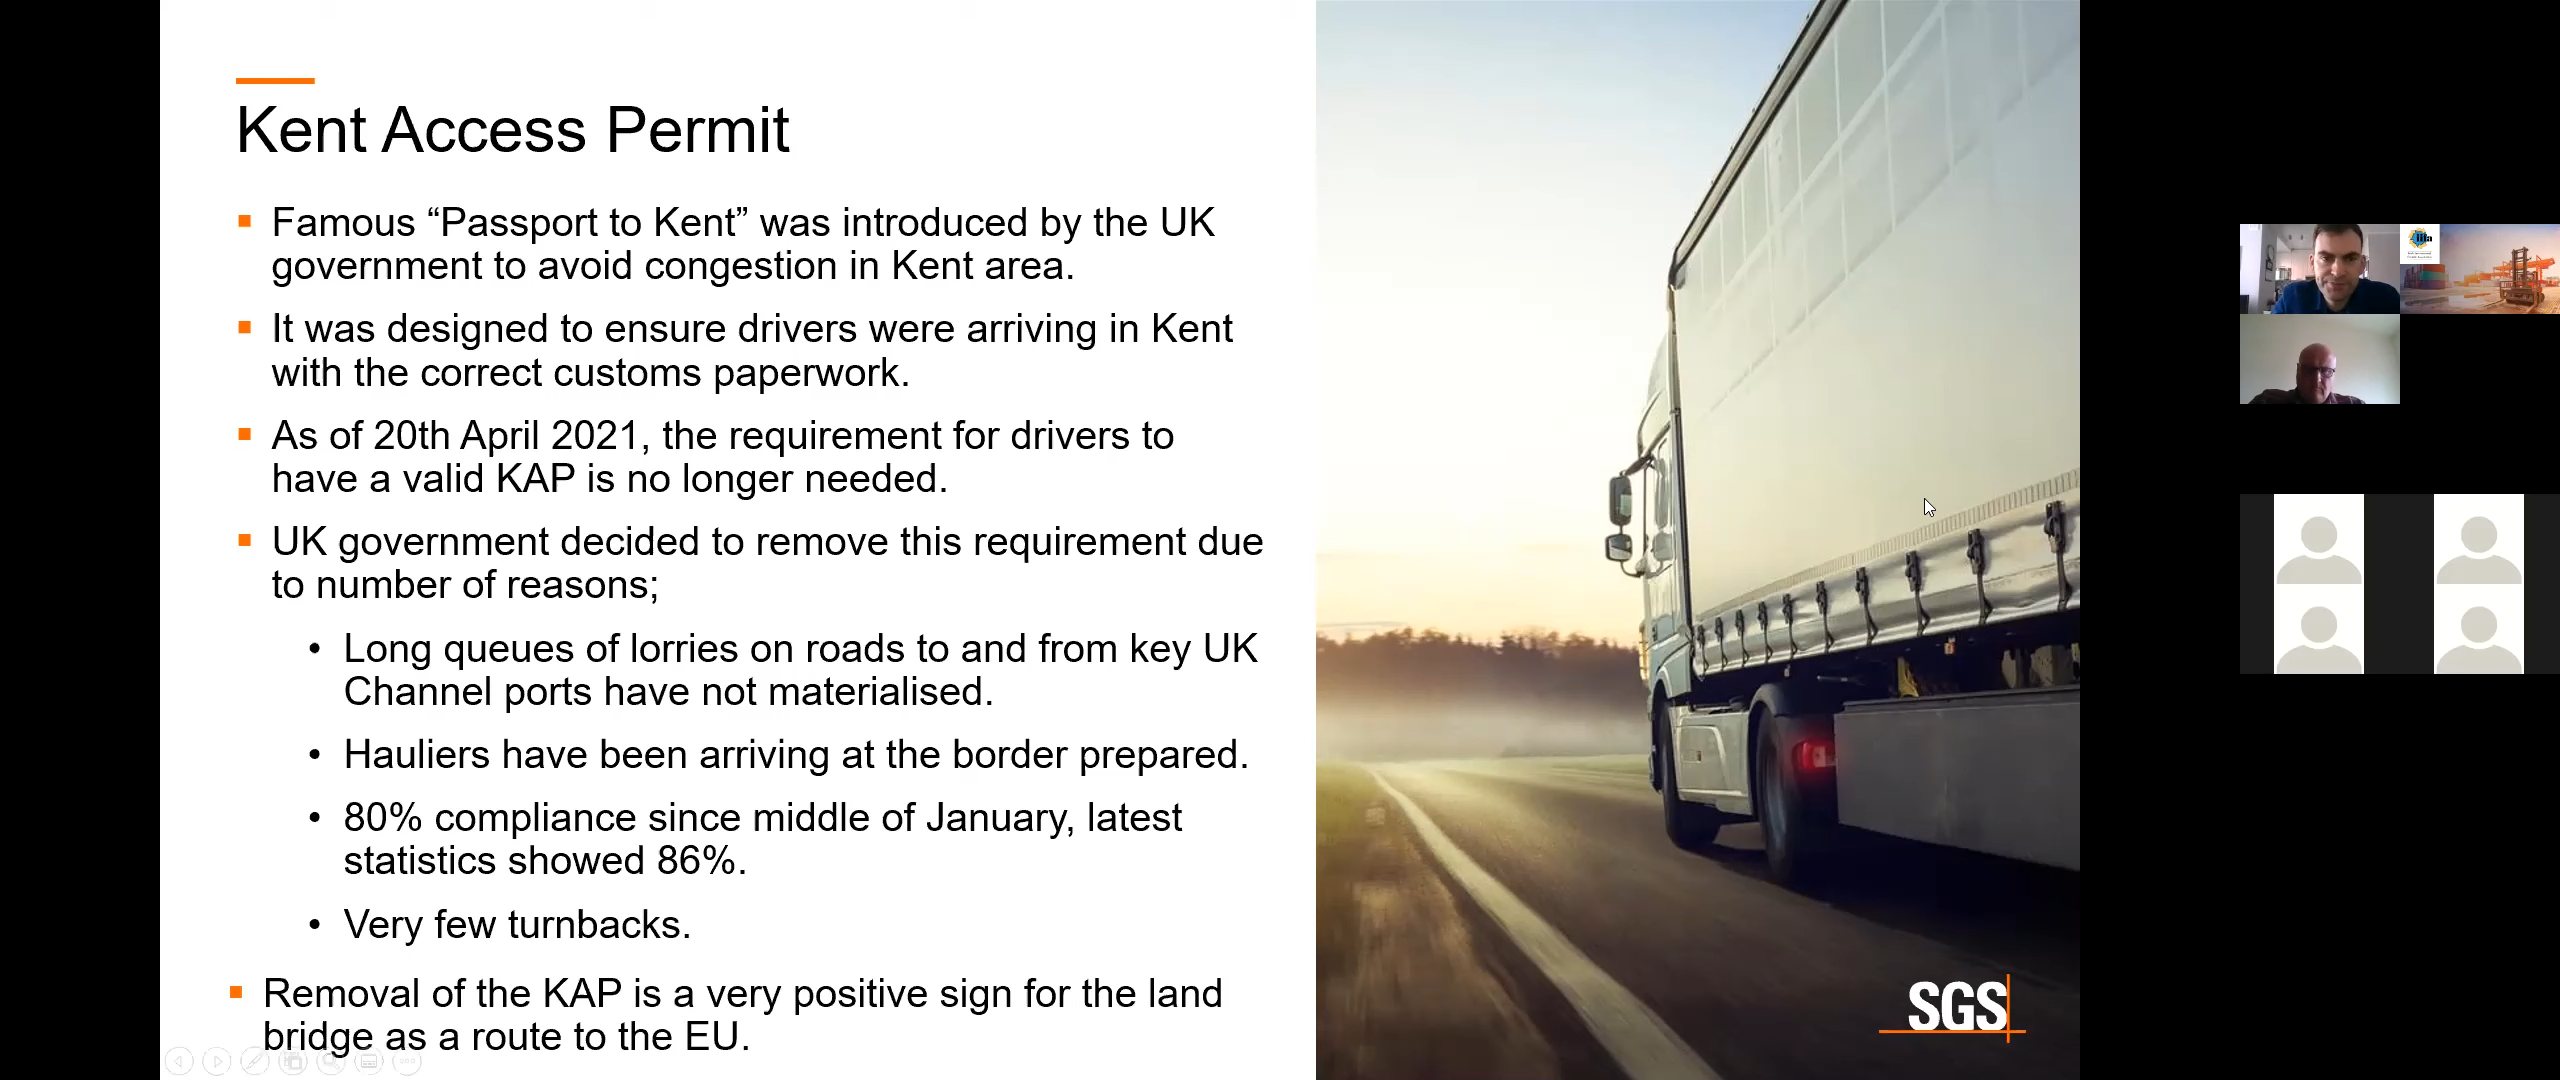 Kent Access Permit
Famous “Passport to Kent” was introduced by the UK
government to avoid congestion in Kent area.
It was designed to ensure drivers were arriving in Kent
with the correct customs paperwork.
As of 20th April 2021, the requirement for drivers to
have a valid KAP is no longer needed.
UK government decided to remove this requirement due
to number of reasons;
• Long queues of lorries on roads to and from key UK
Channel ports have not materialised.
• Hauliers have been arriving at the border prepared.
• 80% compliance since middle of January, latest
statistics showed 86%.
• Very few turnbacks.
Removal of the KAP is a very positive sign for the land
bridge as a route to the EU.
SGS